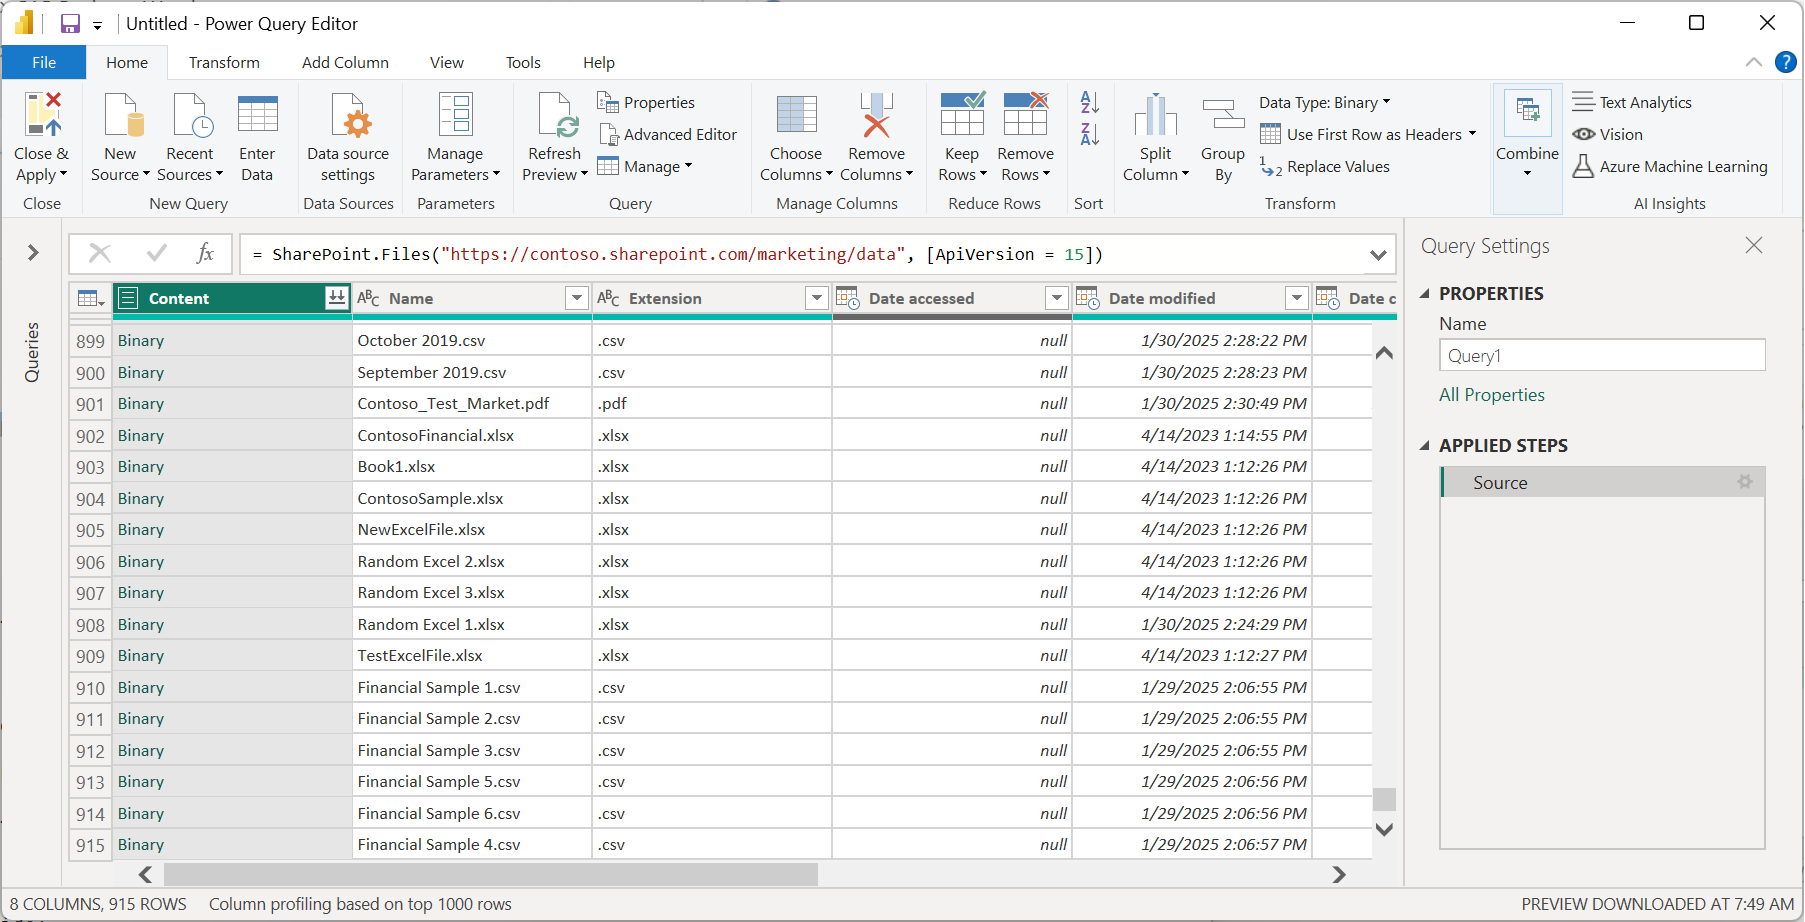 Untitled - Power Query Editor
File Home Transform Add Column View Tools Help
Close & Apply
New Source
Recent Sources
Enter Data
Data source settings
Manage Parameters
Refresh Preview
Properties
Advanced Editor
Manage
Choose Columns
Remove Columns
Keep Rows
Remove Rows
Split Column
Group By
Data Type: Binary
Use First Row as Headers
Replace Values
Combine
Text Analytics
Vision
Azure Machine Learning
Close New Query Data Sources Parameters Query Manage Columns Reduce Rows Sort Transform AI Insights
Queries
fx = SharePoint.Files("https://contoso.sharepoint.com/marketing/data", [ApiVersion = 15])
Content ABC Name ABC Extension Date accessed Date modified Date c
899 Binary October 2019.csv .csv null 1/30/2025 2:28:22 PM
900 Binary September 2019.csv .csv null 1/30/2025 2:28:23 PM
901 Binary Contoso_Test_Market.pdf .pdf null 1/30/2025 2:30:49 PM
902 Binary ContosoFinancial.xlsx .xlsx null 4/14/2023 1:14:55 PM
903 Binary Book1.xlsx .xlsx null 4/14/2023 1:12:26 PM
904 Binary ContosoSample.xlsx .xlsx null 4/14/2023 1:12:26 PM
905 Binary NewExcelFile.xlsx .xlsx null 4/14/2023 1:12:26 PM
906 Binary Random Excel 2.xlsx .xlsx null 4/14/2023 1:12:26 PM
907 Binary Random Excel 3.xlsx .xlsx null 4/14/2023 1:12:26 PM
908 Binary Random Excel 1.xlsx .xlsx null 1/30/2025 2:24:29 PM
909 Binary TestExcelFile.xlsx .xlsx null 4/14/2023 1:12:27 PM
910 Binary Financial Sample 1.csv .csv null 1/29/2025 2:06:55 PM
911 Binary Financial Sample 2.csv .csv null 1/29/2025 2:06:55 PM
912 Binary Financial Sample 3.csv .csv null 1/29/2025 2:06:55 PM
913 Binary Financial Sample 5.csv .csv null 1/29/2025 2:06:56 PM
914 Binary Financial Sample 6.csv .csv null 1/29/2025 2:06:56 PM
915 Binary Financial Sample 4.csv .csv null 1/29/2025 2:06:57 PM
Query Settings
PROPERTIES
Name
Query1
All Properties
APPLIED STEPS
Source
8 COLUMNS, 915 ROWS Column profiling based on top 1000 rows PREVIEW DOWNLOADED AT 7:49 AM